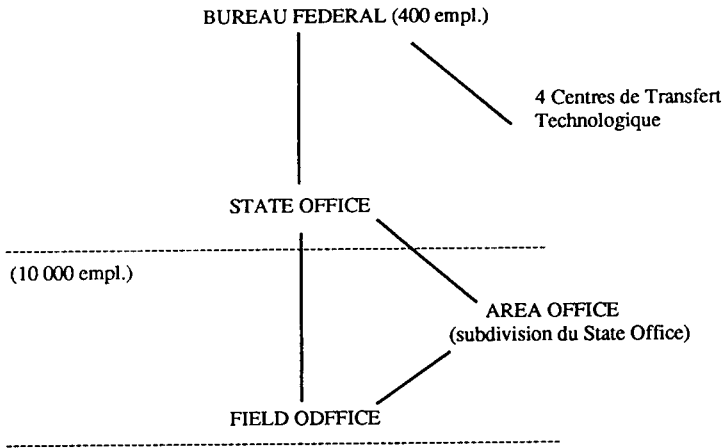 BUREAU FEDERAL (400 empl.)
4 Centres de Transfert
Technologique
STATE OFFICE
(10 000 empl.)
AREA OFFICE
(subdivision du State Office)
FIELD ODFFICE